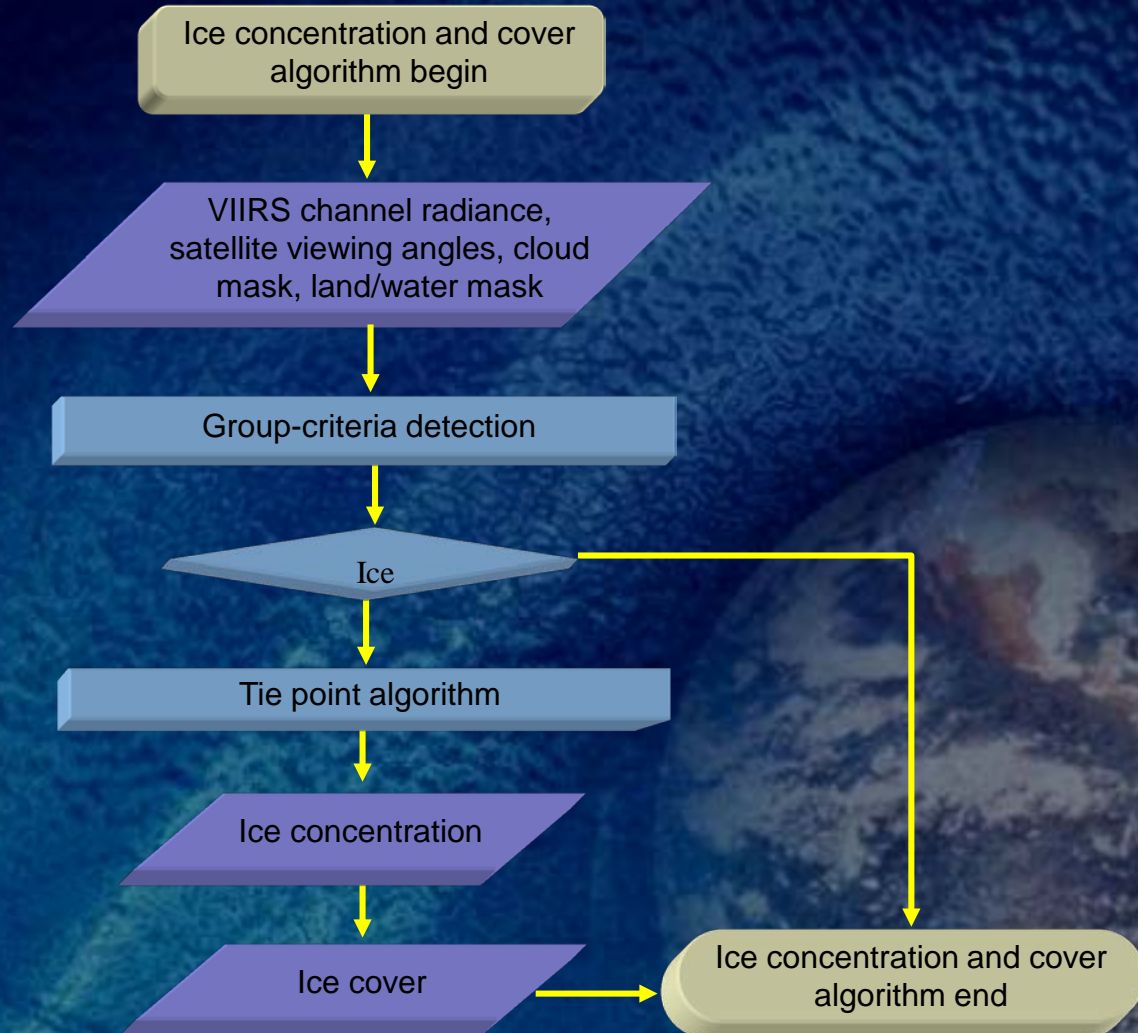 Ice concentration and cover
algorithm begin
VIIRS channel radiance,
satellite viewing angles, cloud
mask, land/water mask
Group-criteria detection
Ice
Tie point algorithm
Ice concentration
Ice cover
Ice concentration and cover
algorithm end